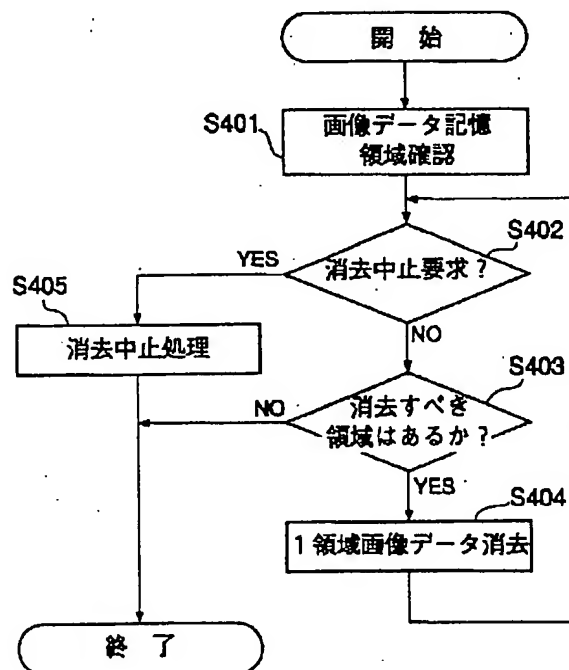 開 始
S401
画像データ記憶
領域確認
S402
消去中止要求?
YES
S405
消去中止処理
NO
S403
消去すべき
領域はあるか?
NO
YES
S404
1領域画像データ消去
終 了